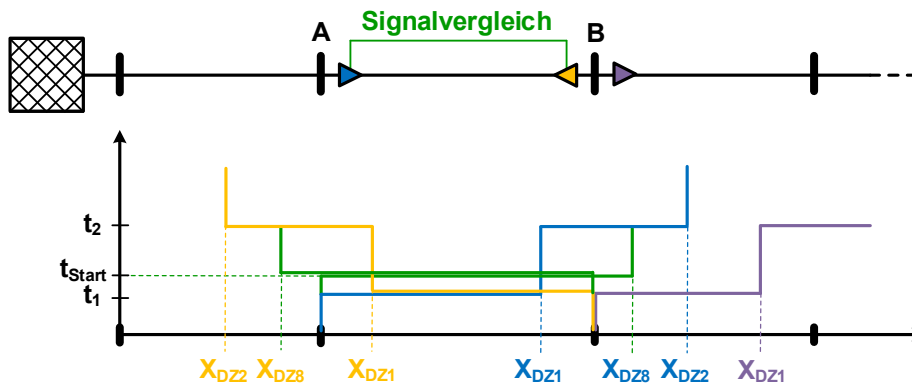 Signalvergleich
A B
t2
tStart
t1
XDZ2 XDZ8 XDZ1 XDZ1 XDZ8 XDZ2 XDZ1